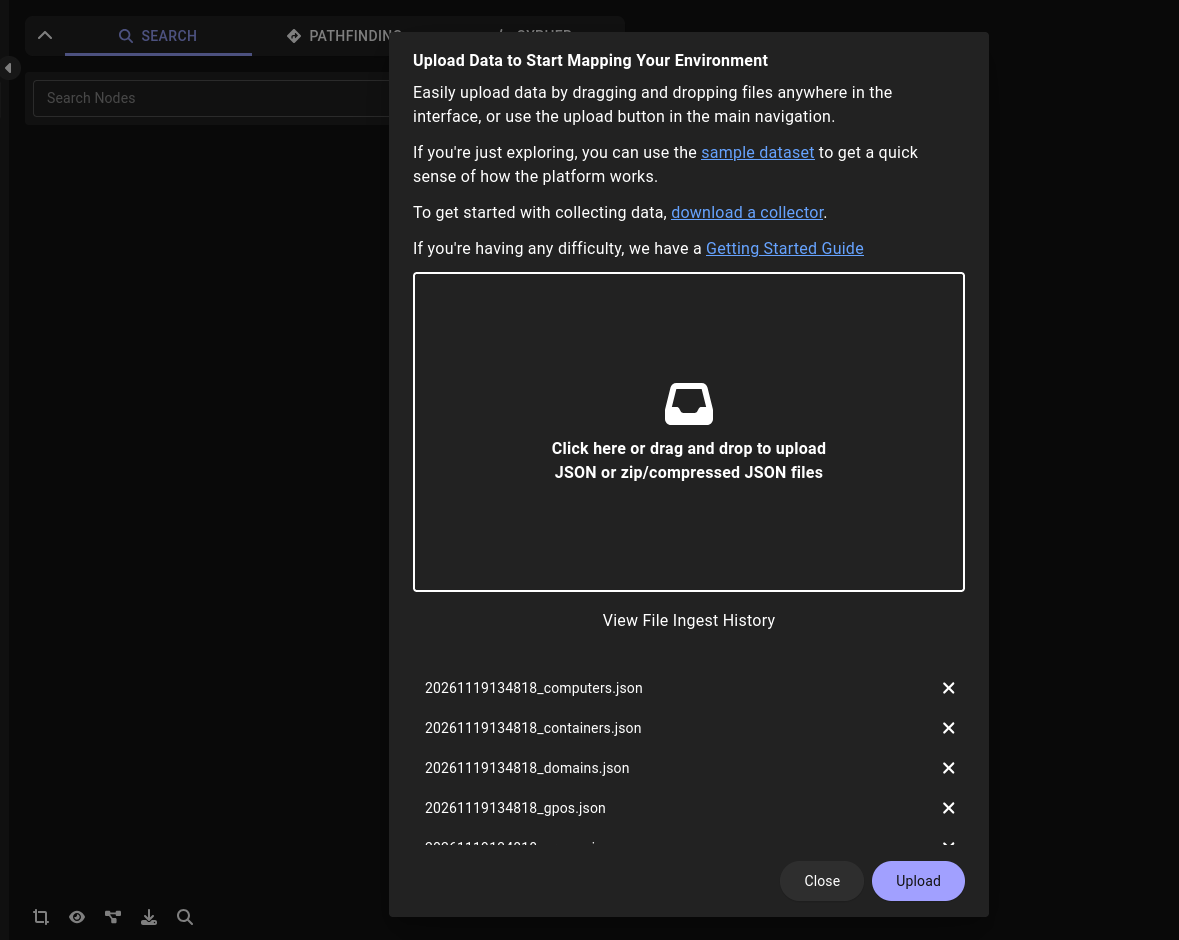 SEARCH
PATHFINDING
Search Nodes
Upload Data to Start Mapping Your Environment
Easily upload data by dragging and dropping files anywhere in the
interface, or use the upload button in the main navigation.
If you're just exploring, you can use the sample dataset to get a quick
sense of how the platform works.
To get started with collecting data, download a collector.
If you're having any difficulty, we have a Getting Started Guide
Click here or drag and drop to upload
JSON or zip/compressed JSON files
View File Ingest History
20261119134818_computers.json
20261119134818_containers.json
20261119134818_domains.json
20261119134818_gpos.json
Close
Upload